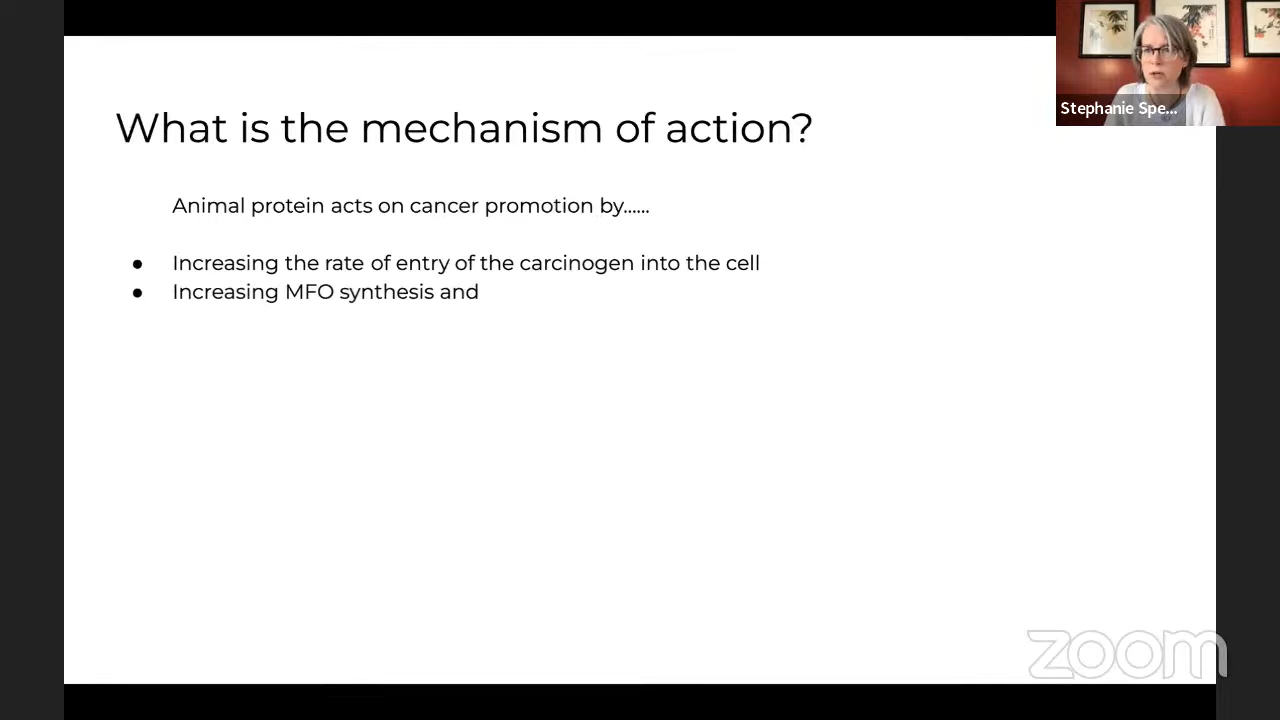 What is the mechanism of action?
Animal protein acts on cancer promotion by......
● Increasing the rate of entry of the carcinogen into the cell
● Increasing MFO synthesis and
Stephanie Spe...
zoom